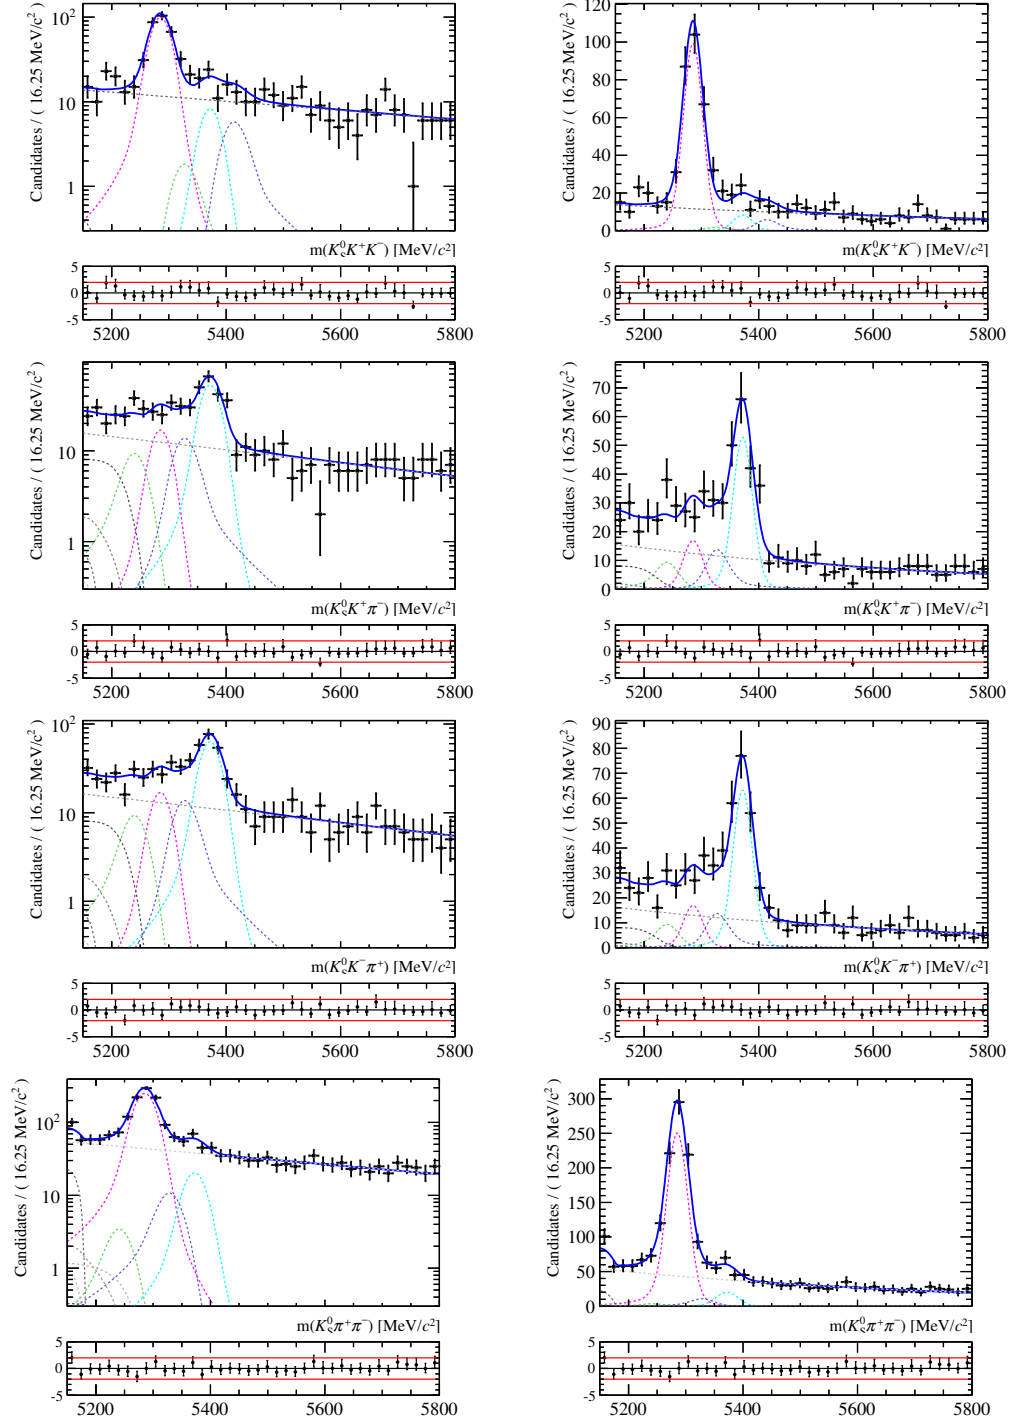 Candidates / ( 16.25 MeV/c² )
10²
10
1
m(K⁰ₛK⁺K⁻) [MeV/c²]
5
0
-5
5200 5400 5600 5800
Candidates / ( 16.25 MeV/c² )
120
100
80
60
40
20
0
m(K⁰ₛK⁺K⁻) [MeV/c²]
5
0
-5
5200 5400 5600 5800
Candidates / ( 16.25 MeV/c² )
10
1
m(K⁰ₛK⁺π⁻) [MeV/c²]
5
0
-5
5200 5400 5600 5800
Candidates / ( 16.25 MeV/c² )
70
60
50
40
30
20
10
0
m(K⁰ₛK⁺π⁻) [MeV/c²]
5
0
-5
5200 5400 5600 5800
Candidates / ( 16.25 MeV/c² )
10²
10
1
m(K⁰ₛK⁻π⁺) [MeV/c²]
5
0
-5
5200 5400 5600 5800
Candidates / ( 16.25 MeV/c² )
90
80
70
60
50
40
30
20
10
0
m(K⁰ₛK⁻π⁺) [MeV/c²]
5
0
-5
5200 5400 5600 5800
Candidates / ( 16.25 MeV/c² )
10²
10
1
m(K⁰ₛπ⁺π⁻) [MeV/c²]
5
0
-5
5200 5400 5600 5800
Candidates / ( 16.25 MeV/c² )
300
250
200
150
100
50
0
m(K⁰ₛπ⁺π⁻) [MeV/c²]
5
0
-5
5200 5400 5600 5800